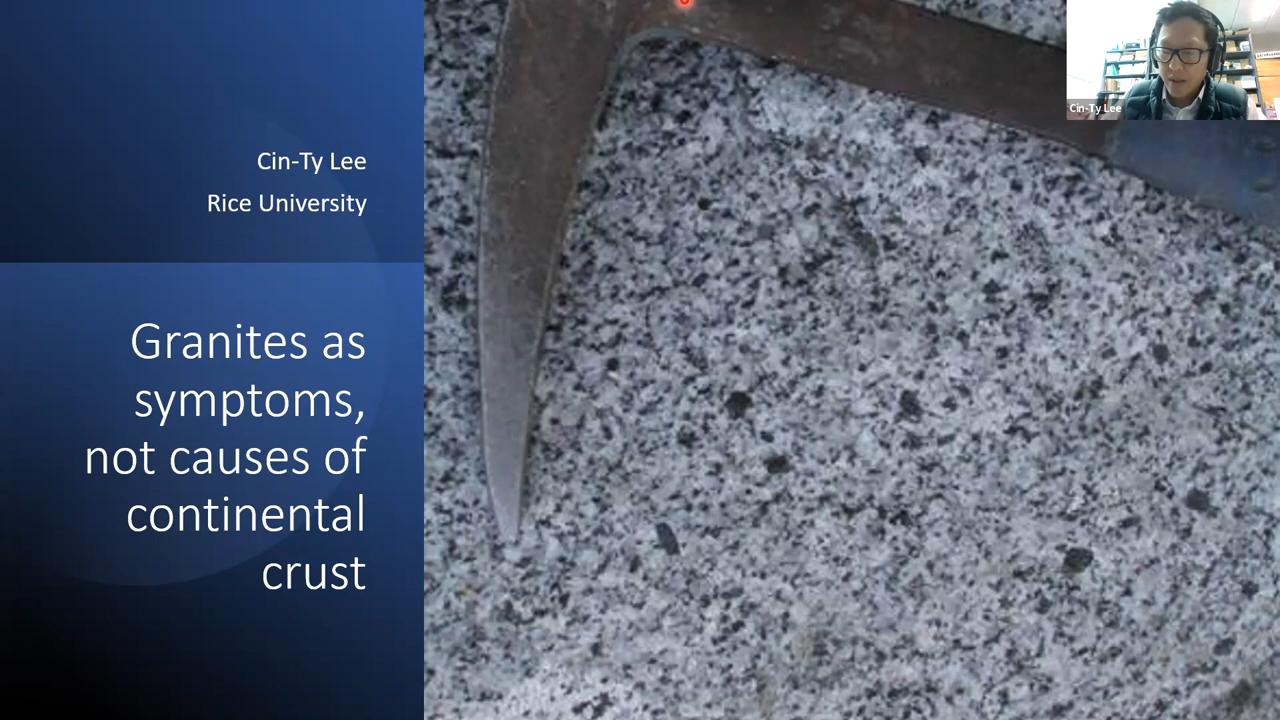 Cin-Ty Lee
Rice University
Granites as
symptoms,
not causes of
continental
crust
Cin-Ty Lee